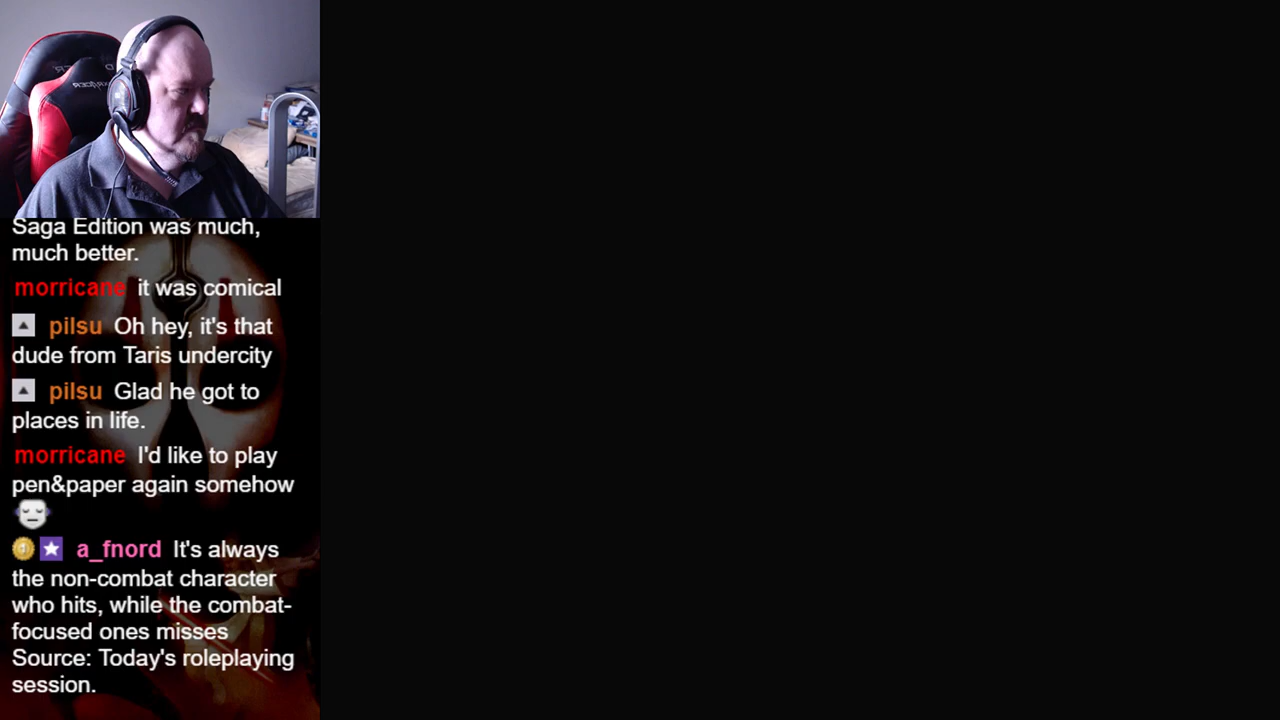 Saga Edition was much,
much better.
morricane it was comical
pilsu Oh hey, it's that
dude from Taris undercity
pilsu Glad he got to
places in life.
morricane I'd like to play
pen&paper again somehow
a_fnord It's always
the non-combat character
who hits, while the combat-
focused ones misses
Source: Today's roleplaying
session.